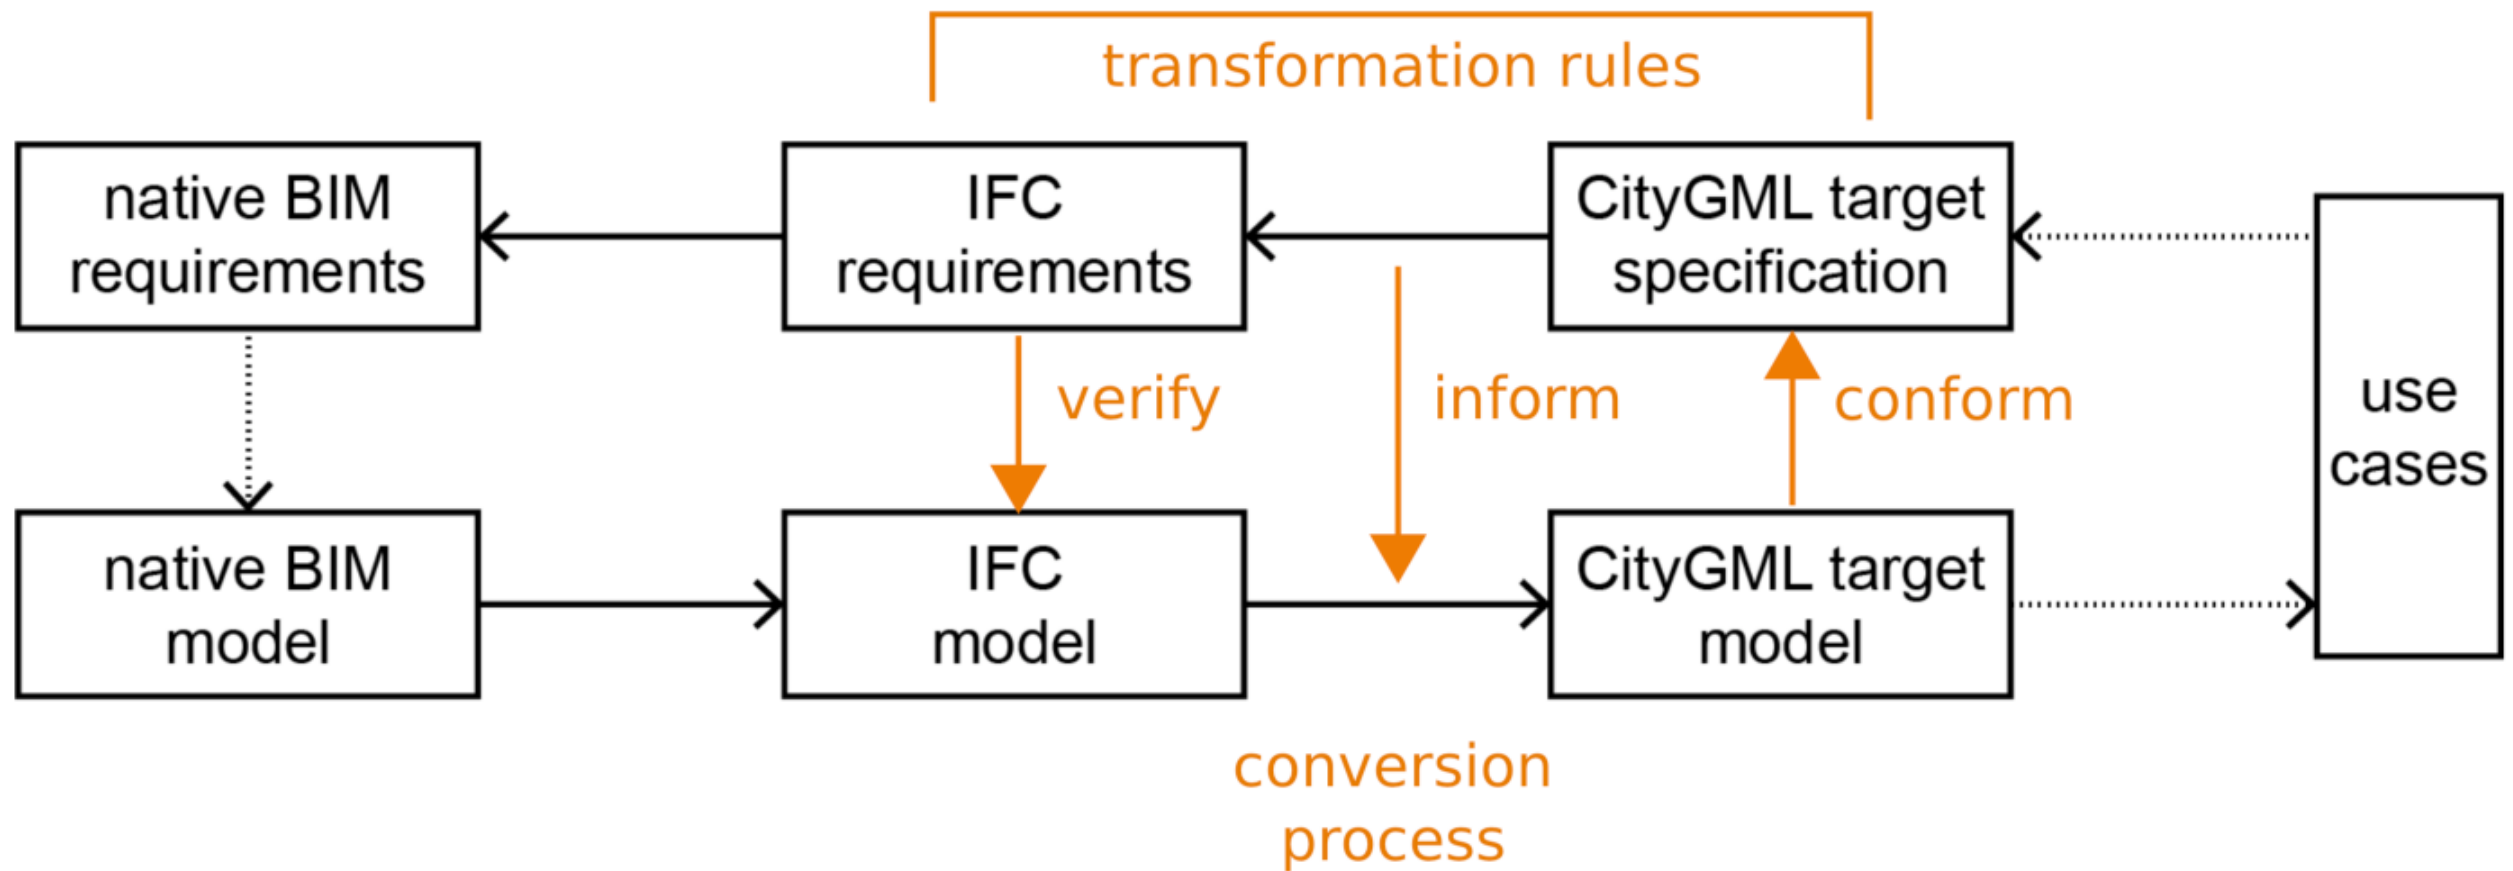 transformation rules
native BIM
requirements
IFC
requirements
CityGML target
specification
verify
inform
conform
use
cases
native BIM
model
IFC
model
CityGML target
model
conversion
process